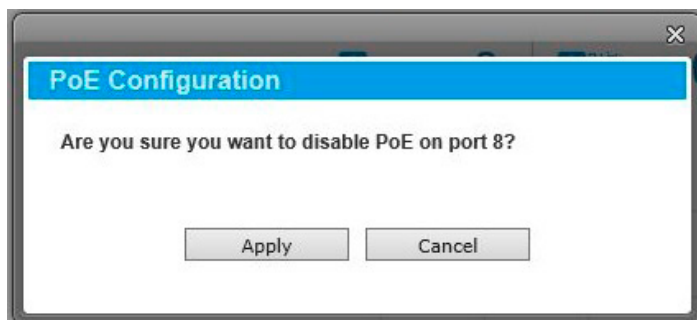 PoE Configuration
Are you sure you want to disable PoE on port 8?
Apply
Cancel